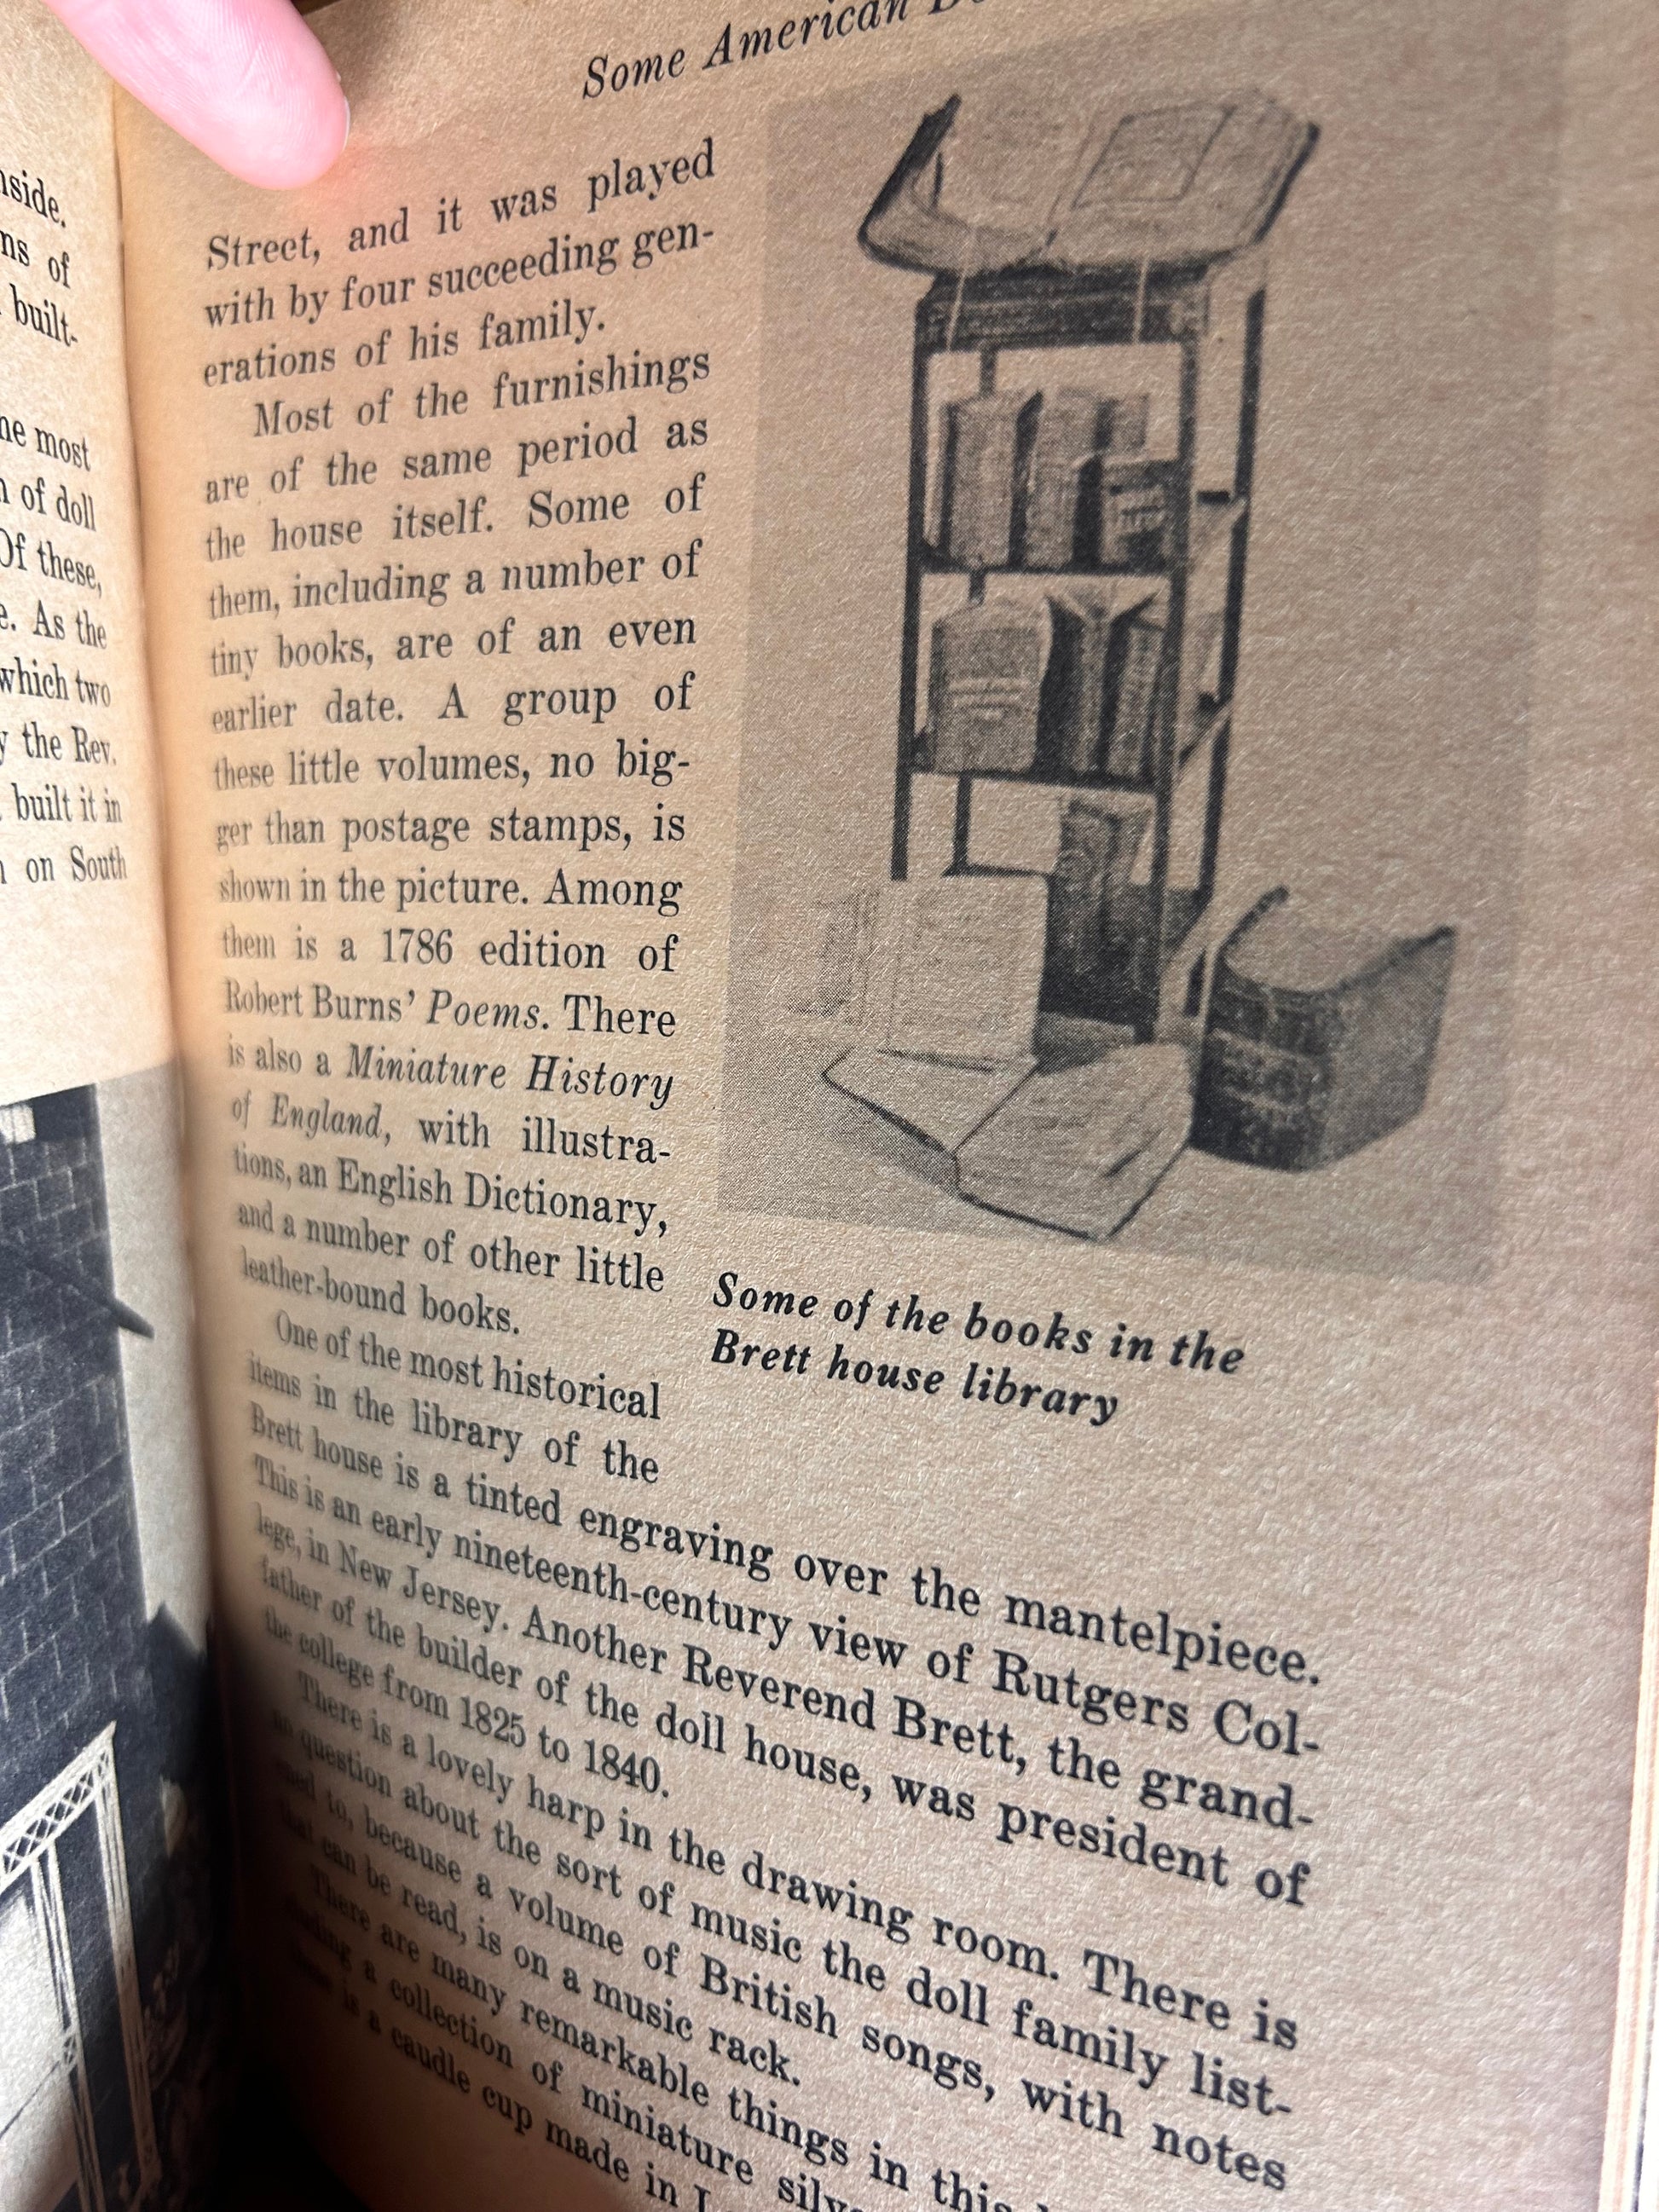 Some American
nside.
ns of
built-
ne most
n of doll
Of these,
e. As the
which two
y the Rev.
built it in
on South
Street, and it was played
with by four succeeding gen-
erations of his family.
Most of the furnishings
are of the same period as
the house itself. Some of
them, including a number of
tiny books, are of an even
earlier date. A group of
these little volumes, no big-
ger than postage stamps, is
shown in the picture. Among
them is a 1786 edition of
Robert Burns' Poems. There
is also a Miniature History
of England, with illustra-
tions, an English Dictionary,
and a number of other little
leather-bound books.
One of the most historical
items in the library of the
Brett house is a tinted engraving over the mantelpiece.
This is an early nineteenth-century view of Rutgers Col-
lege, in New Jersey. Another Reverend Brett, the grand-
father of the builder of the doll house, was president of
the college from 1825 to 1840.
There is a lovely harp in the drawing room. There is
no question about the sort of music the doll family list-
ened to, because a volume of British songs, with notes
that can be read, is on a music rack.
There are many remarkable things in this
a collection of miniature silv
is a caudle cup made in
Some of the books in the
Brett house library